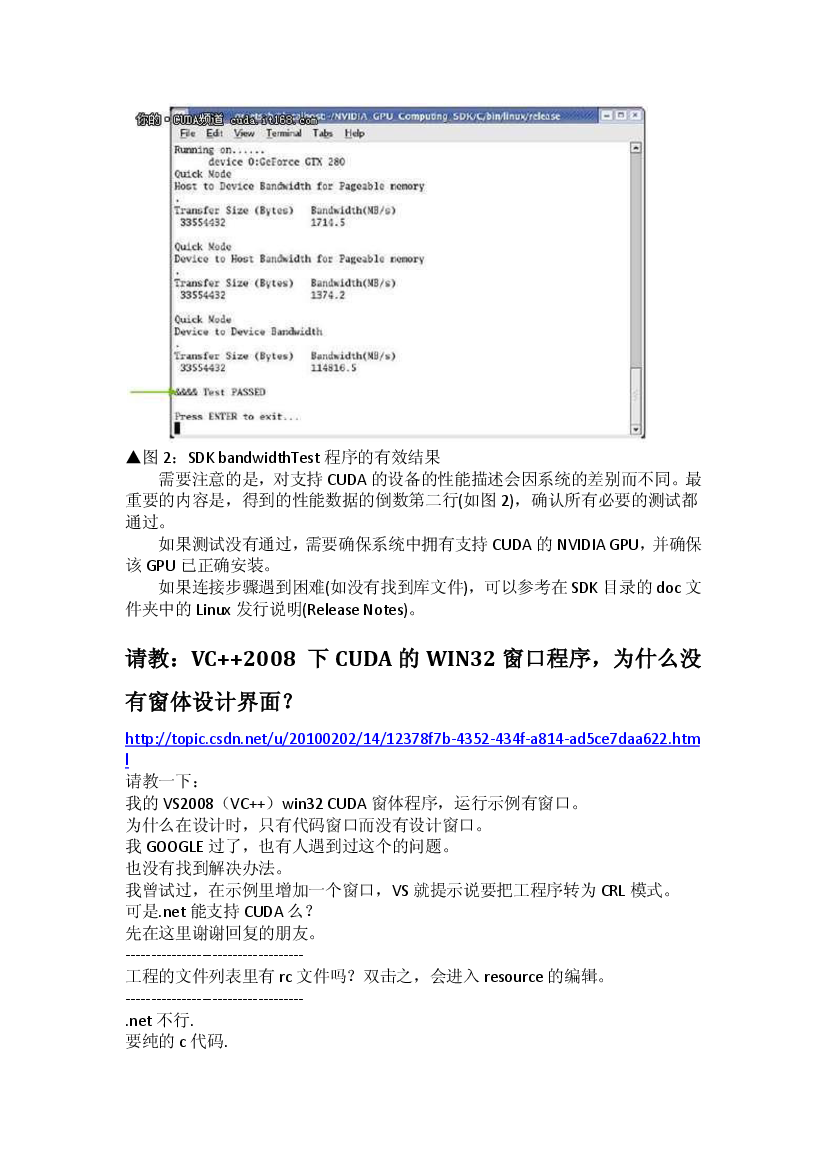 你的·CUDA频道 cuda.it168.com
/NVIDIA_GPU_Computing_SDK/C/bin/linux/release
File Edit View Terminal Tabs Help
Running on......
device 0:GeForce GTX 280
Quick Mode
Host to Device Bandwidth for Pageable memory
.
Transfer Size (Bytes) Bandwidth(MB/s)
33554432 1714.5
Quick Mode
Device to Host Bandwidth for Pageable memory
.
Transfer Size (Bytes) Bandwidth(MB/s)
33554432 1374.2
Quick Mode
Device to Device Bandwidth
.
Transfer Size (Bytes) Bandwidth(MB/s)
33554432 114816.5
&&&& Test PASSED
Press ENTER to exit...
▲图 2：SDK bandwidthTest 程序的有效结果
需要注意的是，对支持 CUDA 的设备的性能描述会因系统的差别而不同。最
重要的内容是，得到的性能数据的倒数第二行(如图 2)，确认所有必要的测试都
通过。
如果测试没有通过，需要确保系统中拥有支持 CUDA 的 NVIDIA GPU，并确保
该 GPU 已正确安装。
如果连接步骤遇到困难(如没有找到库文件)，可以参考在 SDK 目录的 doc 文
件夹中的 Linux 发行说明(Release Notes)。
请教：VC++2008 下 CUDA 的 WIN32 窗口程序，为什么没
有窗体设计界面？
http://topic.csdn.net/u/20100202/14/12378f7b-4352-434f-a814-ad5ce7daa622.htm
l
请教一下：
我的 VS2008（VC++）win32 CUDA 窗体程序，运行示例有窗口。
为什么在设计时，只有代码窗口而没有设计窗口。
我 GOOGLE 过了，也有人遇到过这个的问题。
也没有找到解决办法。
我曾试过，在示例里增加一个窗口，VS 就提示说要把工程序转为 CRL 模式。
可是.net 能支持 CUDA 么？
先在这里谢谢回复的朋友。
-----------------------------------
工程的文件列表里有 rc 文件吗？双击之，会进入 resource 的编辑。
-----------------------------------
.net 不行.
要纯的 c 代码.